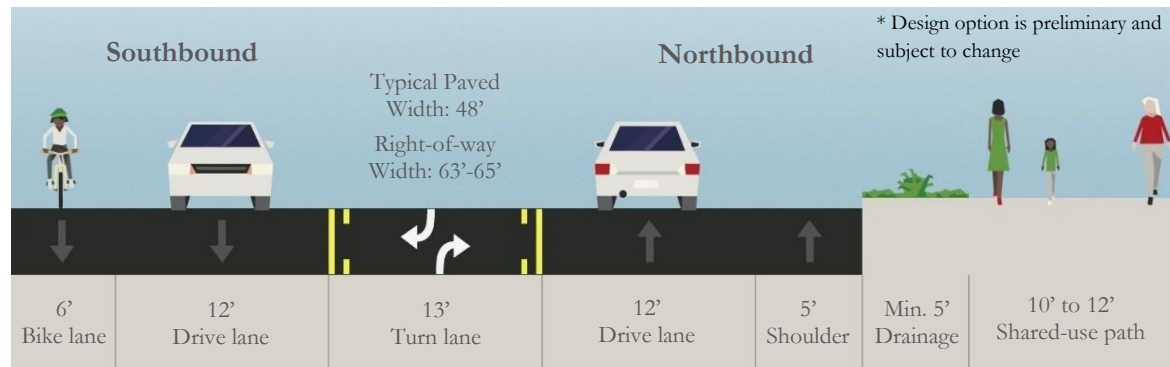 Southbound
Typical Paved
Width: 48’
Right-of-way
Width: 63’-65’
Northbound
* Design option is preliminary and
subject to change
6’
Bike lane
12’
Drive lane
13’
Turn lane
12’
Drive lane
5’
Shoulder
Min. 5’
Drainage
10’ to 12’
Shared-use path